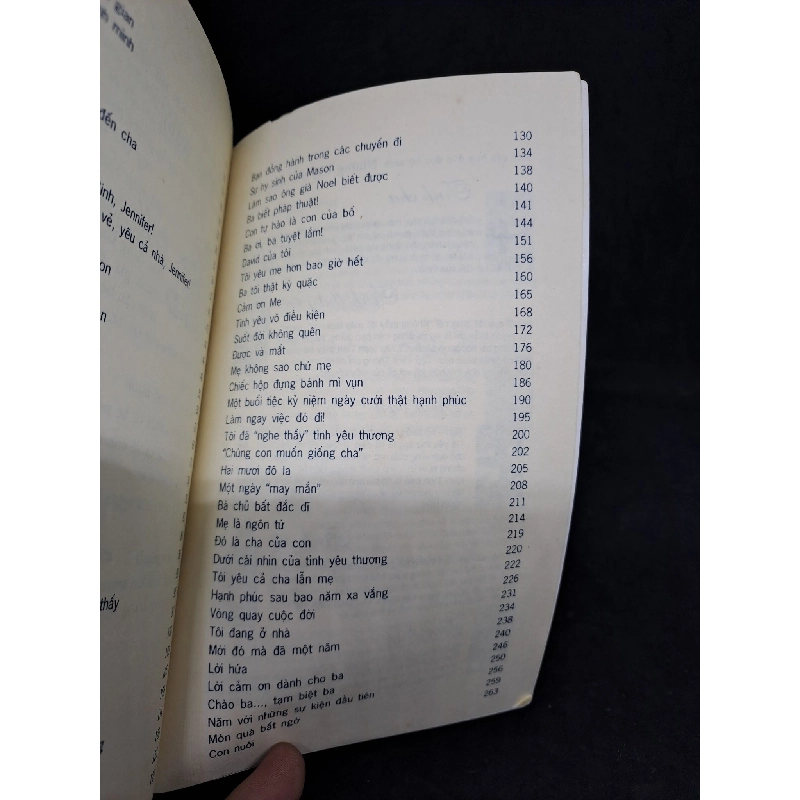 Gian
minh
đến cha
Jennifer!
vẻ, yêu cả nhà, Jennifer!
on
n
thấy
Bạn đồng hành trong các chuyến đi 130
Sự hy sinh của Mason 134
Làm sao ông già Noel biết được 138
Ba biết pháp thuật! 140
Con tự hào là con của bố 141
Ba ơi, ba tuyệt lắm! 144
David của tôi 151
Tôi yêu mẹ hơn bao giờ hết 156
Ba tôi thật kỳ quặc 160
Cảm ơn Mẹ 165
Tình yêu vô điều kiện 168
Suốt đời không quên 172
Được và mất 176
Mẹ không sao chứ mẹ 180
Chiếc hộp đựng bánh mì vụn 186
Một buổi tiệc kỷ niệm ngày cưới thật hạnh phúc 190
Làm ngay việc đó đi! 195
Tôi đã "nghe thấy" tình yêu thương 200
"Chúng con muốn giống cha" 202
Hai mươi đô la 205
Một ngày "may mắn" 208
Bà chủ bất đắc dĩ 211
Mẹ là ngôn từ 214
Đó là cha của con 219
Dưới cái nhìn của tình yêu thương 220
Tôi yêu cả cha lẫn mẹ 222
Hạnh phúc sau bao năm xa vắng 226
Vòng quay cuộc đời 231
Tôi đang ở nhà 234
Mới đó mà đã một năm 238
Lời hứa 240
Lời cảm ơn dành cho ba 246
Chào ba..., tạm biệt ba 250
Năm với những sự kiện đầu tiên 256
Món quà bất ngờ 259
Con nuôi 263